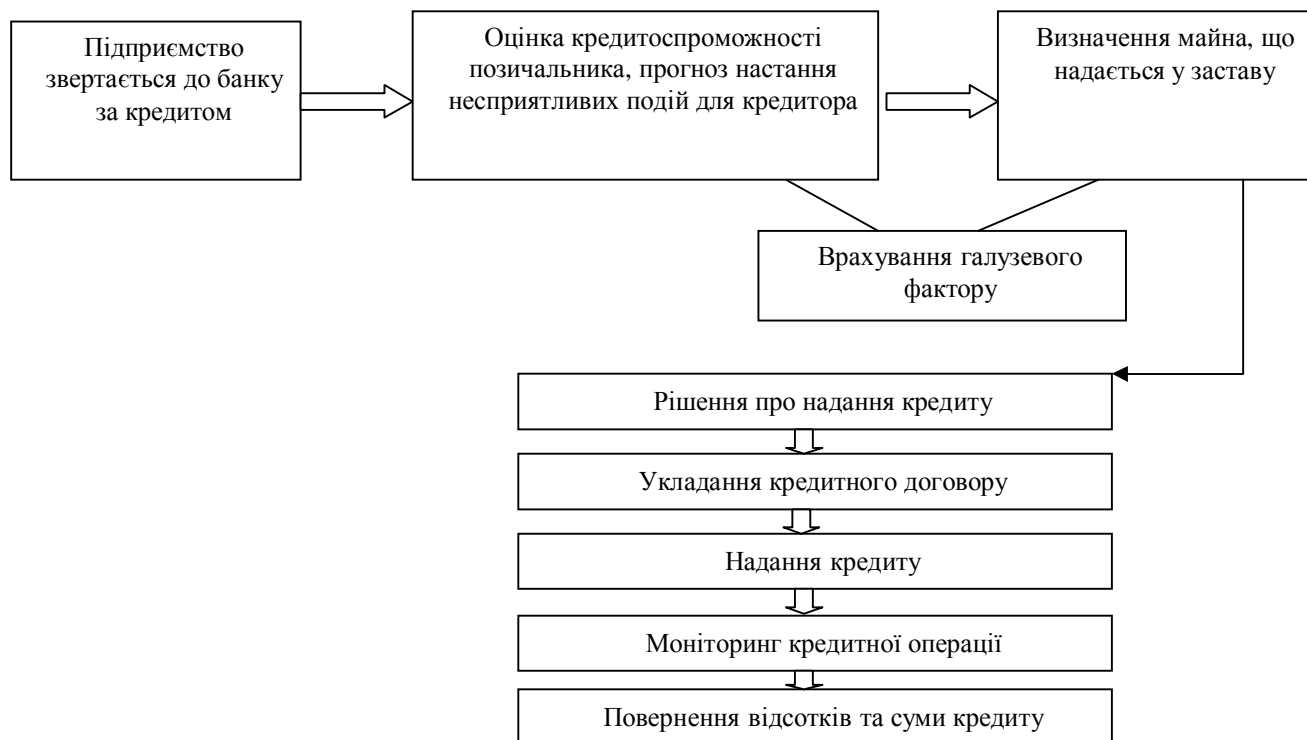 Підприємство
звертається до банку
за кредитом
Оцінка кредитоспроможності
позичальника, прогноз настання
несприятливих подій для кредитора
Визначення майна, що
надається у заставу
Врахування галузевого
фактору
Рішення про надання кредиту
Укладання кредитного договору
Надання кредиту
Моніторинг кредитної операції
Повернення відсотків та суми кредиту